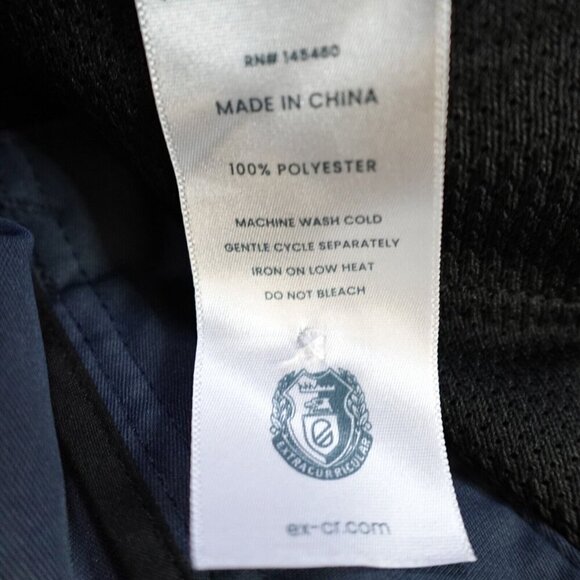 RN# 145460
MADE IN CHINA
100% POLYESTER
MACHINE WASH COLD
GENTLE CYCLE SEPARATELY
IRON ON LOW HEAT
DO NOT BLEACH
EXTRACURRICULAR
ex-cr.com